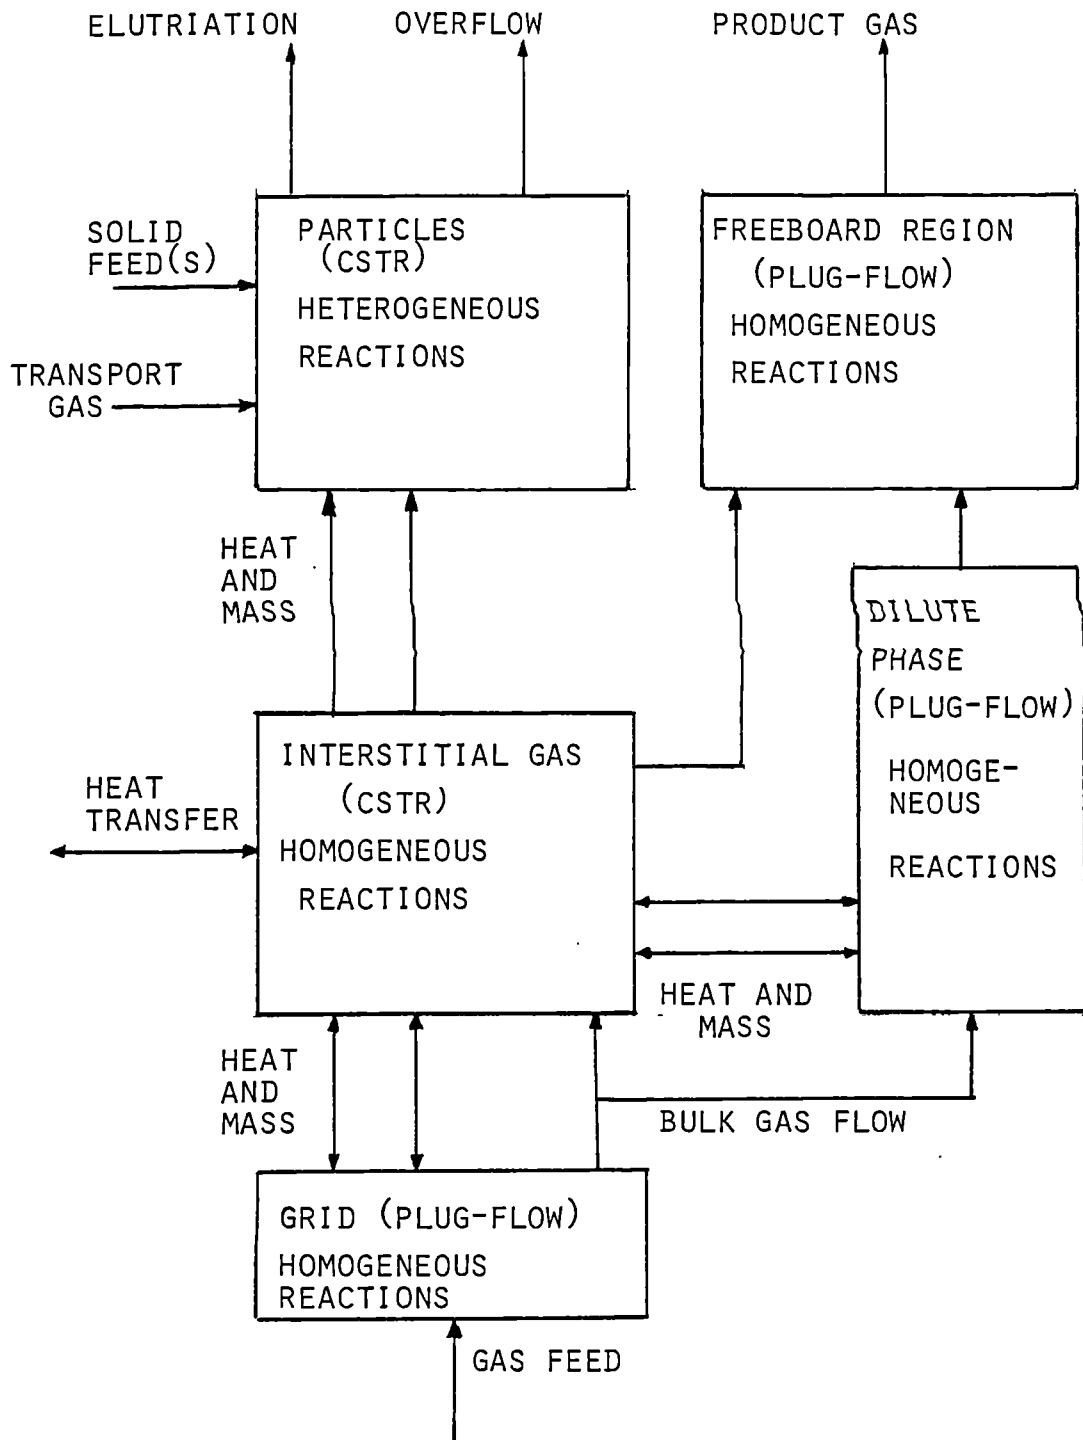 ELUTRIATION
OVERFLOW
PRODUCT GAS
SOLID
FEED(S)
TRANSPORT
GAS
PARTICLES
(CSTR)
HETEROGENEOUS
REACTIONS
FREEBOARD REGION
(PLUG-FLOW)
HOMOGENEOUS
REACTIONS
HEAT
AND
MASS
DILUTE
PHASE
(PLUG-FLOW)
HOMOGE-
NEOUS
REACTIONS
HEAT
TRANSFER
INTERSTITIAL GAS
(CSTR)
HOMOGENEOUS
REACTIONS
HEAT AND
MASS
HEAT
AND
MASS
BULK GAS FLOW
GRID (PLUG-FLOW)
HOMOGENEOUS
REACTIONS
GAS FEED